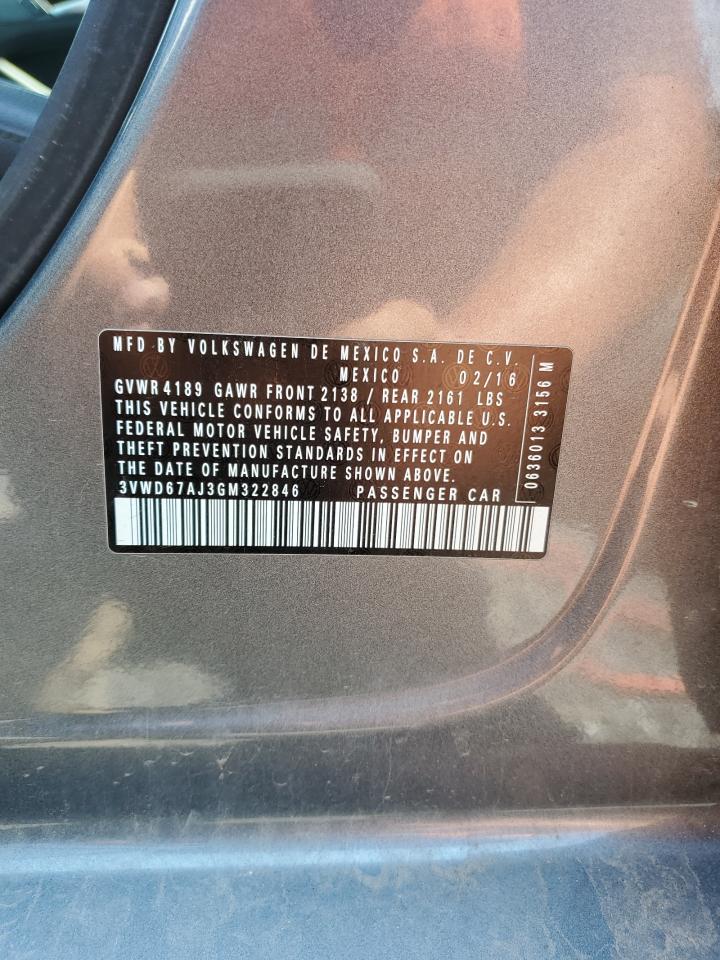 MFD BY VOLKSWAGEN DE MEXICO S.A. DE C.V.
MEXICO 02/16
GVWR 4189 GAWR FRONT 2138 / REAR 2161 LBS
THIS VEHICLE CONFORMS TO ALL APPLICABLE U.S.
FEDERAL MOTOR VEHICLE SAFETY, BUMPER AND
THEFT PREVENTION STANDARDS IN EFFECT ON
THE DATE OF MANUFACTURE SHOWN ABOVE.
3VWD67AJ3GM322846 PASSENGER CAR
0636013 3156 M